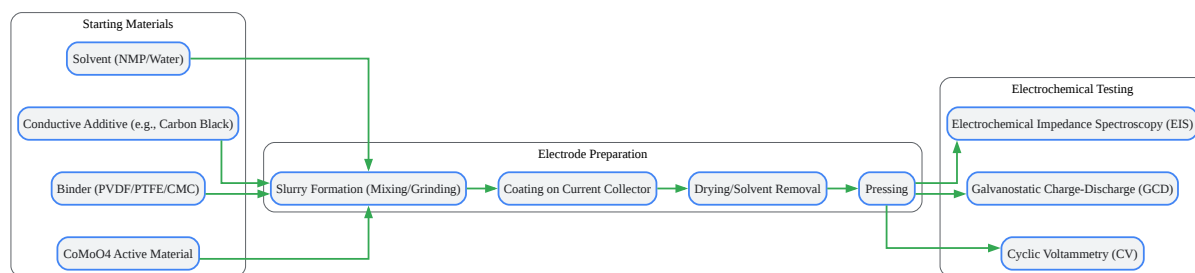 Starting Materials
Solvent (NMP/Water)
Conductive Additive (e.g., Carbon Black)
Binder (PVDF/PTFE/CMC)
CoMoO4 Active Material
Electrode Preparation
Slurry Formation (Mixing/Grinding)
Coating on Current Collector
Drying/Solvent Removal
Pressing
Electrochemical Testing
Electrochemical Impedance Spectroscopy (EIS)
Galvanostatic Charge-Discharge (GCD)
Cyclic Voltammetry (CV)